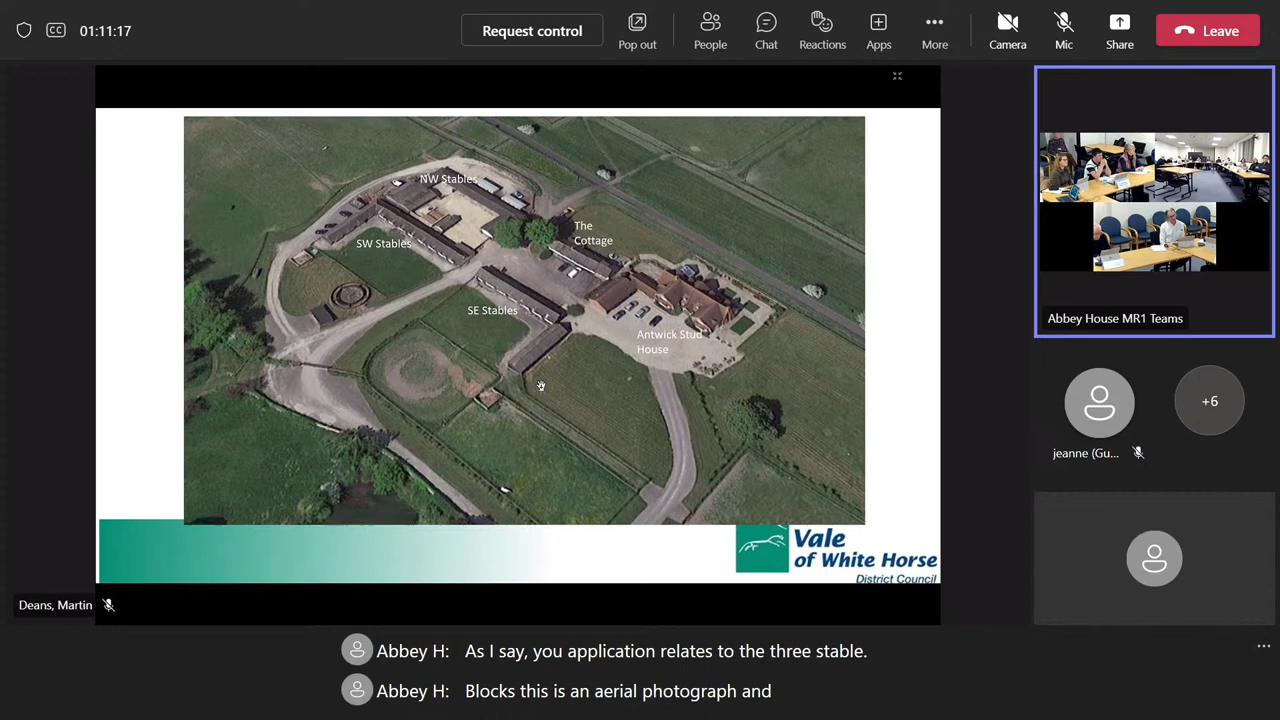 CC
01:11:17
Request control
Pop out
People
Chat
Reactions
Apps
More
Camera
Mic
Share
Leave
NW Stables
The
Cottage
SW Stables
SE Stables
Antwick Stud
House
Vale
of White Horse
District Council
Deans, Martin
Abbey House MR1 Teams
+6
jeanne (Gu...
Abbey H: As I say, you application relates to the three stable.
Abbey H: Blocks this is an aerial photograph and